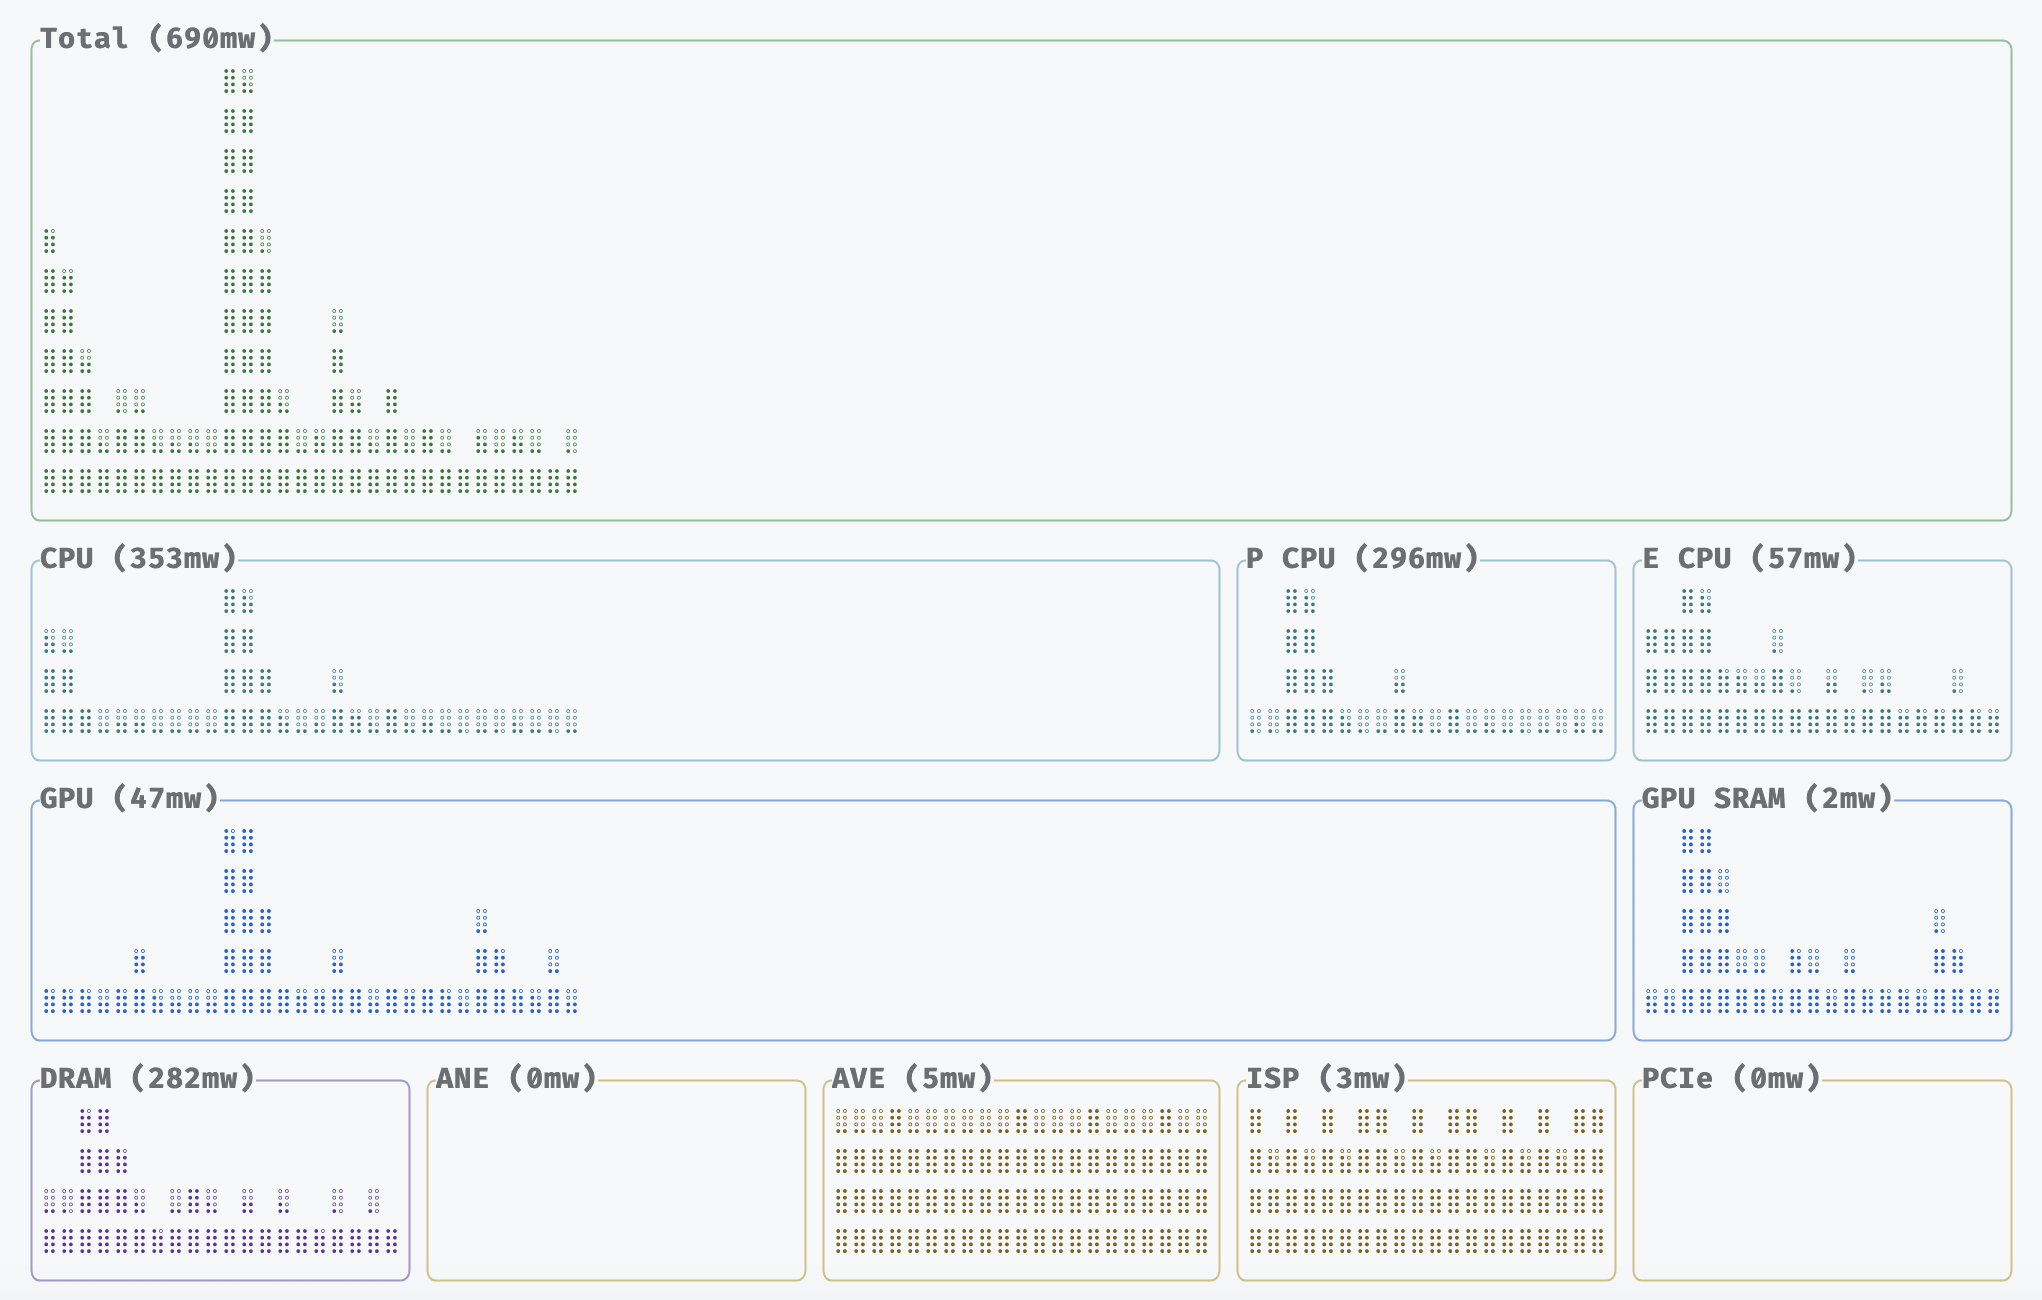 Total (690mw)
CPU (353mw)
P CPU (296mw)
E CPU (57mw)
GPU (47mw)
GPU SRAM (2mw)
DRAM (282mw)
ANE (0mw)
AVE (5mw)
ISP (3mw)
PCIe (0mw)